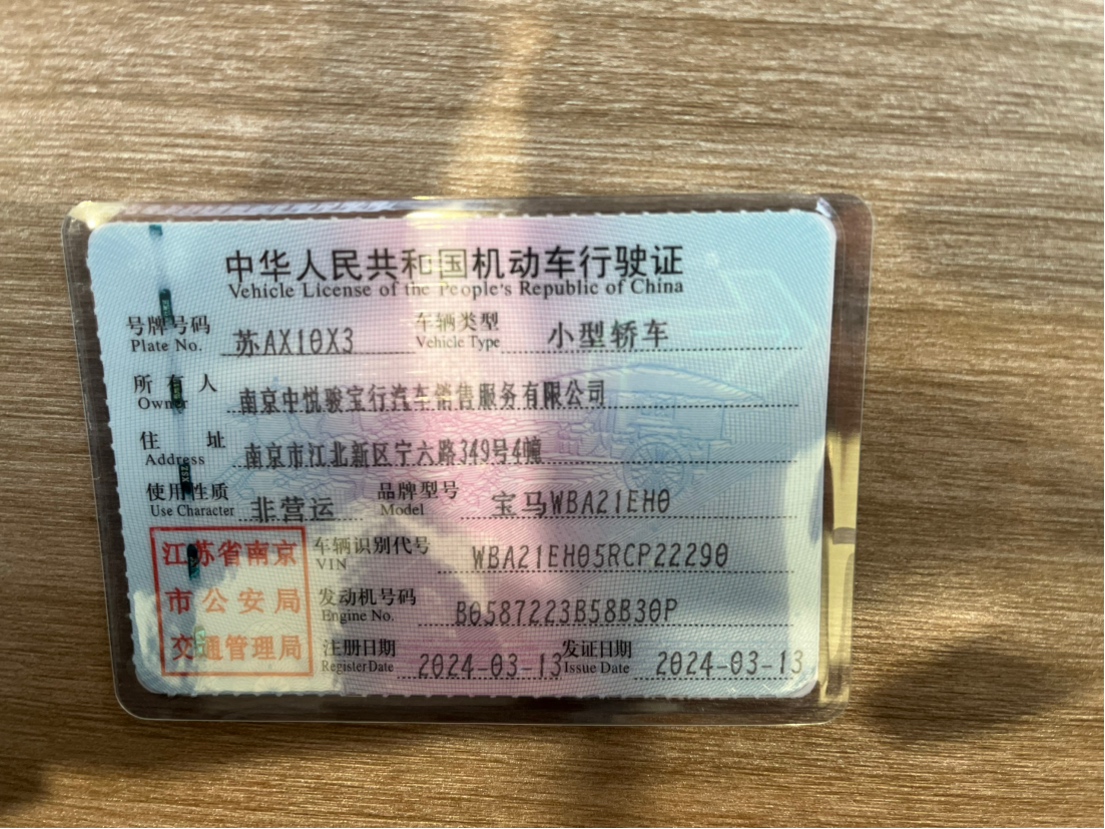 中华人民共和国机动车行驶证
Vehicle License of the People's Republic of China
号牌号码 苏AX10X3 车辆类型 小型轿车
Plate No. Vehicle Type
所有人 南京中悦骏宝行汽车销售服务有限公司
Owner
住址 南京市江北新区宁六路349号4幢
Address
使用性质 非营运 品牌型号 宝马WBA21EH0
Use Character Model
江苏省南京
市公安局
交通管理局
车辆识别代号 WBA21EH05RCP22290
VIN
发动机号码 B0587223B58B30P
Engine No.
注册日期 2024-03-13 发证日期 2024-03-13
Register Date Issue Date